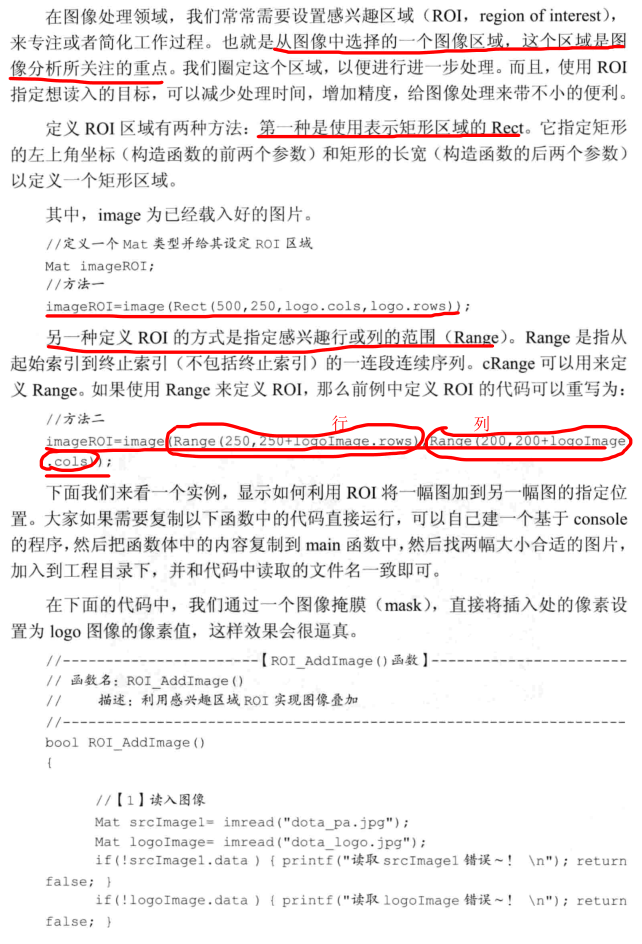 在图像处理领域，我们常常需要设置感兴趣区域（ROI，region of interest），
来专注或者简化工作过程。也就是从图像中选择的一个图像区域，这个区域是图
像分析所关注的重点。我们圈定这个区域，以便进行进一步处理。而且，使用 ROI
指定想读入的目标，可以减少处理时间，增加精度，给图像处理来带不小的便利。
定义 ROI 区域有两种方法：第一种是使用表示矩形区域的 Rect。它指定矩形
的左上角坐标（构造函数的前两个参数）和矩形的长宽（构造函数的后两个参数）
以定义一个矩形区域。
其中，image 为已经载入好的图片。
//定义一个 Mat 类型并给其设定 ROI 区域
Mat imageROI;
//方法一
imageROI=image(Rect(500,250,logo.cols,logo.rows));
另一种定义 ROI 的方式是指定感兴趣行或列的范围（Range）。Range 是指从
起始索引到终止索引（不包括终止索引）的一连段连续序列。cRange 可以用来定
义 Range。如果使用 Range 来定义 ROI，那么前例中定义 ROI 的代码可以重写为：
//方法二
行 列
imageROI=image(Range(250,250+logoImage.rows),Range(200,200+logoImage
.cols));
下面我们来看一个实例，显示如何利用 ROI 将一幅图加到另一幅图的指定位
置。大家如果需要复制以下函数中的代码直接运行，可以自己建一个基于 console
的程序，然后把函数体中的内容复制到 main 函数中，然后找两幅大小合适的图片，
加入到工程目录下，并和代码中读取的文件名一致即可。
在下面的代码中，我们通过一个图像掩膜（mask），直接将插入处的像素设
置为 logo 图像的像素值，这样效果会很逼真。
//-----------------------【ROI_AddImage()函数】-----------------------
// 函数名：ROI_AddImage()
// 描述：利用感兴趣区域 ROI 实现图像叠加
//------------------------------------------------------------------
bool ROI_AddImage()
{
//【1】读入图像
Mat srcImage1= imread("dota_pa.jpg");
Mat logoImage= imread("dota_logo.jpg");
if(!srcImage1.data ) { printf("读取 srcImage1 错误～！ \n"); return
false; }
if(!logoImage.data ) { printf("读取 logoImage 错误～！ \n"); return
false; }